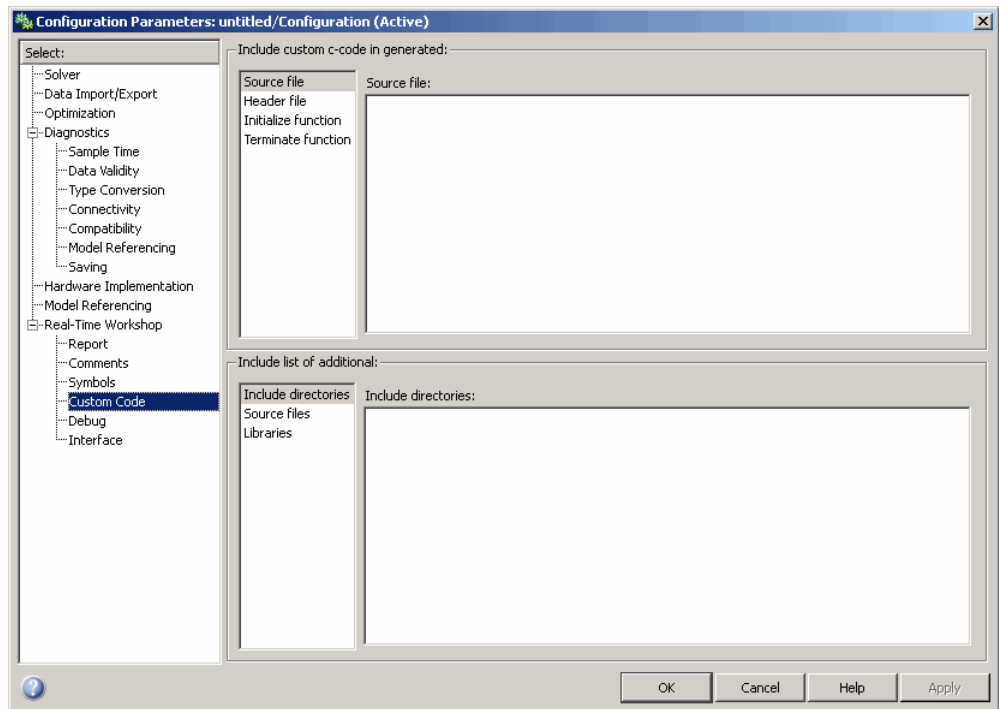 Configuration Parameters: untitled/Configuration (Active)
Select:
Solver
Data Import/Export
Optimization
Diagnostics
Sample Time
Data Validity
Type Conversion
Connectivity
Compatibility
Model Referencing
Saving
Hardware Implementation
Model Referencing
Real-Time Workshop
Report
Comments
Symbols
Custom Code
Debug
Interface
Include custom c-code in generated:
Source file
Header file
Initialize function
Terminate function
Source file:
Include list of additional:
Include directories
Source files
Libraries
Include directories:
OK
Cancel
Help
Apply